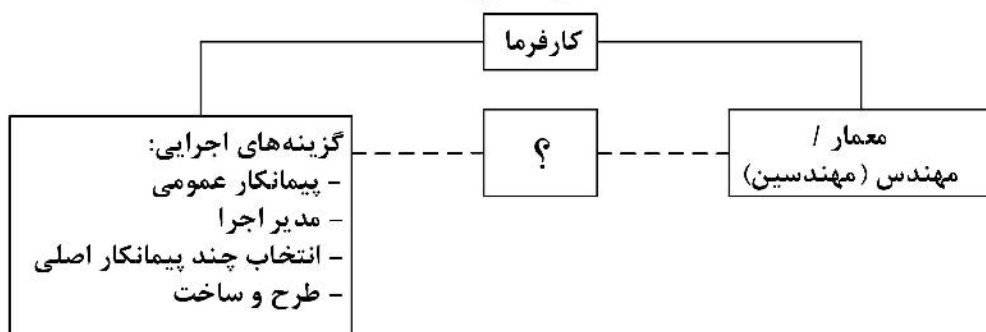 کارفرما
معمار /
مهندس (مهندسین)
؟
گزینه‌های اجرایی:
- پیمانکار عمومی
- مدیر اجرا
- انتخاب چند پیمانکار اصلی
- طرح و ساخت